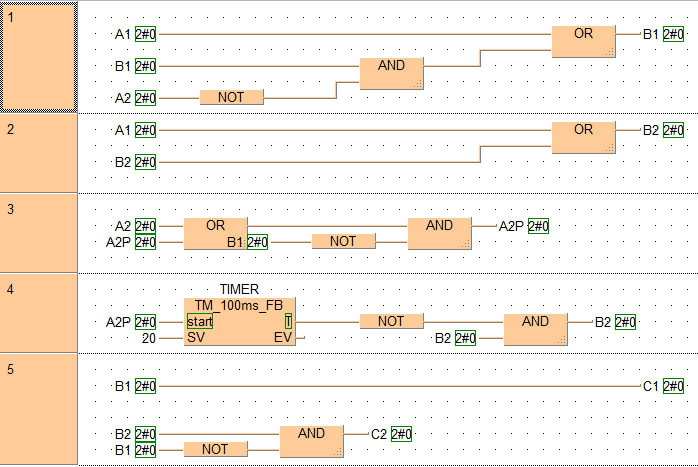 1
A1 2#0 OR B1 2#0
B1 2#0 AND
A2 2#0 NOT
2
A1 2#0 OR B2 2#0
B2 2#0
3
A2 2#0 OR AND A2P 2#0
A2P 2#0 B1 2#0 NOT
4 TIMER
TM_100ms_FB
A2P 2#0 start T NOT AND B2 2#0
20 SV EV B2 2#0
5
B1 2#0 C1 2#0
B2 2#0 AND C2 2#0
B1 2#0 NOT